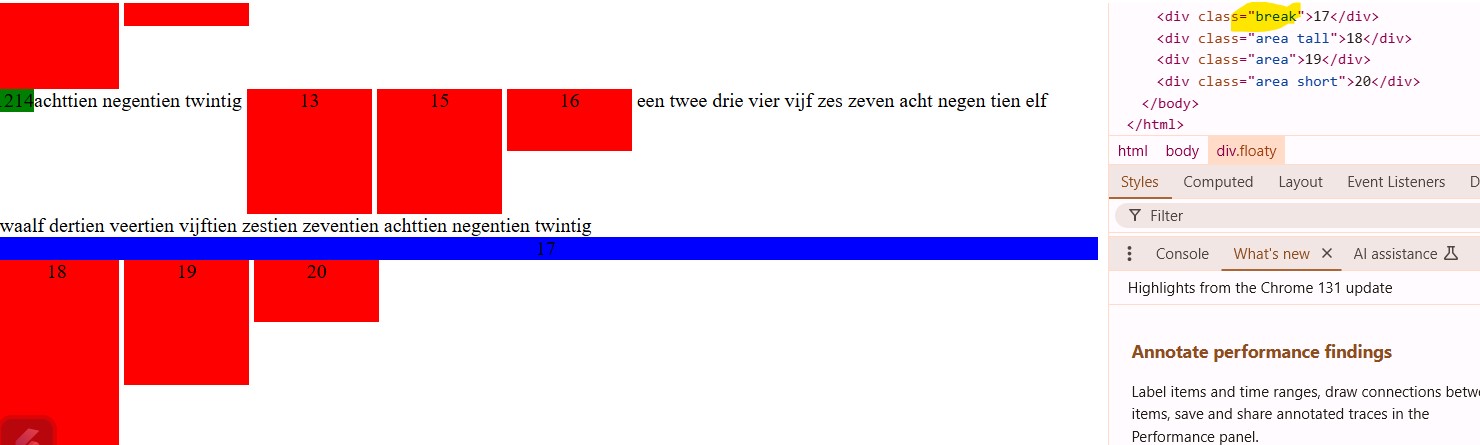 1214achttien negentien twintig 13 15 16 een twee drie vier vijf zes zeven acht negen tien elf
waalf dertien veertien vijftien zestien zeventien achttien negentien twintig
17
18 19 20
<div class="break">17</div>
<div class="area tall">18</div>
<div class="area">19</div>
<div class="area short">20</div>
</body>
</html>
html body div.floaty
Styles Computed Layout Event Listeners D
Filter
Console What's new × AI assistance
Highlights from the Chrome 131 update
Annotate performance findings
Label items and time ranges, draw connections betwe
items, save and share annotated traces in the
Performance panel.